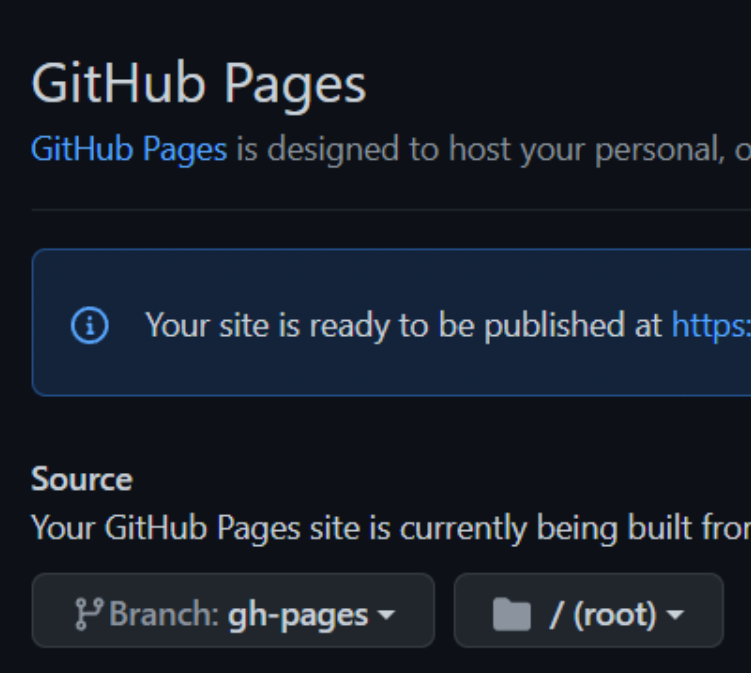 GitHub Pages
GitHub Pages is designed to host your personal,
Your site is ready to be published at https:
Source
Your GitHub Pages site is currently being built
Branch: gh-pages
/ (root)